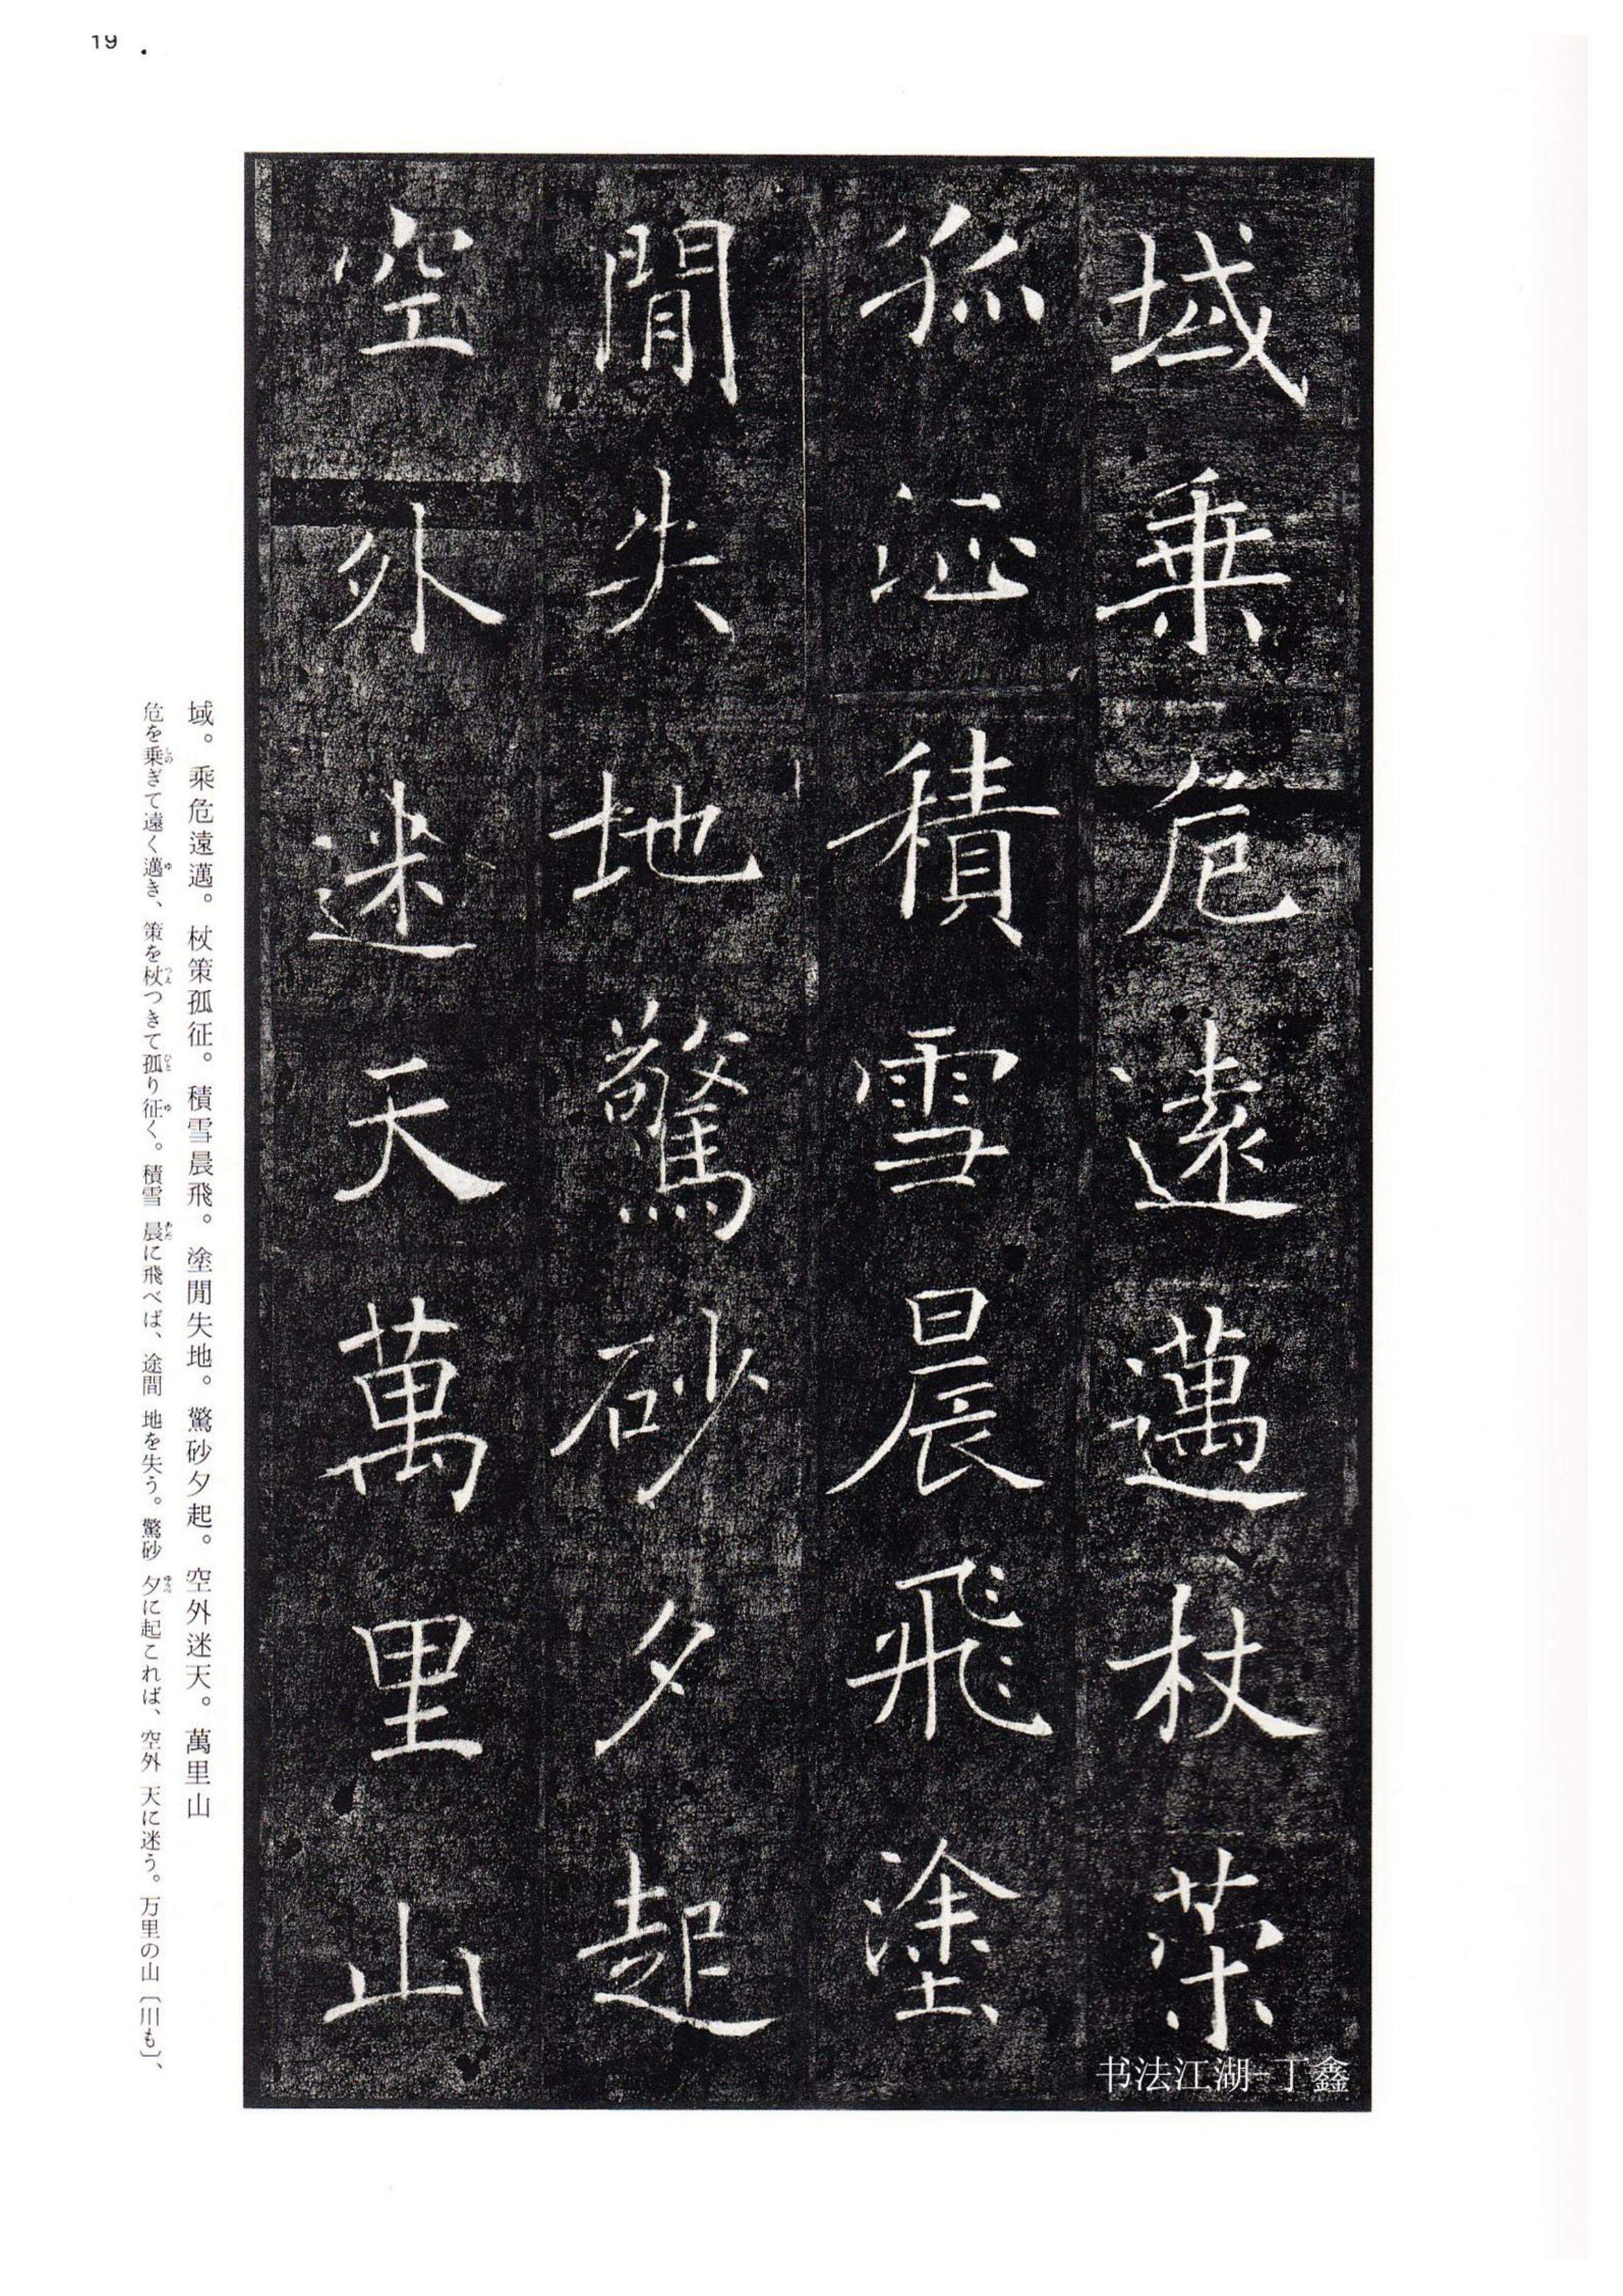 19
域乗危遠邁杖策
孤征積雪晨飛塗
閒失地驚砂夕起
空外迷天萬里山
书法江湖-丁鑫
域。乘危遠邁。杖策孤征。積雪晨飛。塗閒失地。驚砂夕起。空外迷天。萬里山
危を乗ぎて遠く邁き、策を杖つきて孤り征く。積雪 晨に飛べば、途間 地を失う。驚砂 夕に起これば、空外 天に迷う。万里の山〔川も〕、